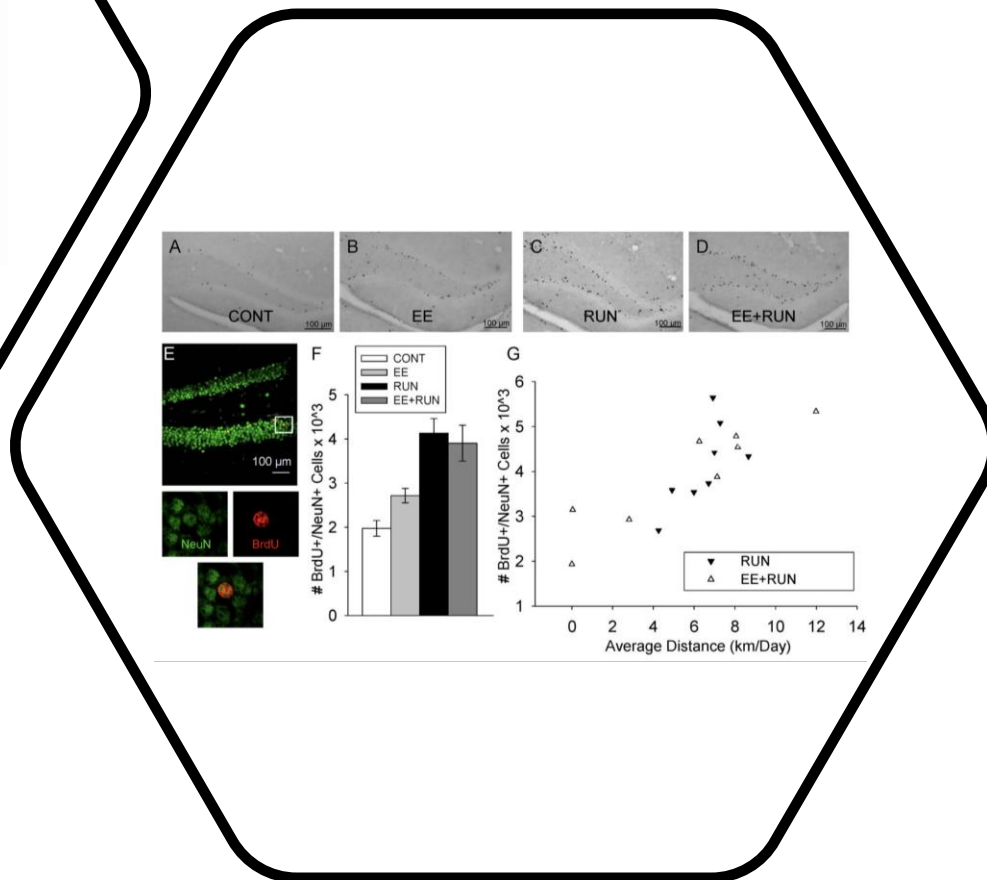 A
B
C
D
CONT
100 µm
EE
100 µm
RUN
100 µm
EE+RUN
100 µm
E
100 µm
NeuN
BrdU
F
CONT
EE
RUN
EE+RUN
# BrdU+/NeuN+ Cells x 10^3
5
4
3
2
1
0
G
# BrdU+/NeuN+ Cells x 10^3
6
5
4
3
2
1
RUN
EE+RUN
0 2 4 6 8 10 12 14
Average Distance (km/Day)